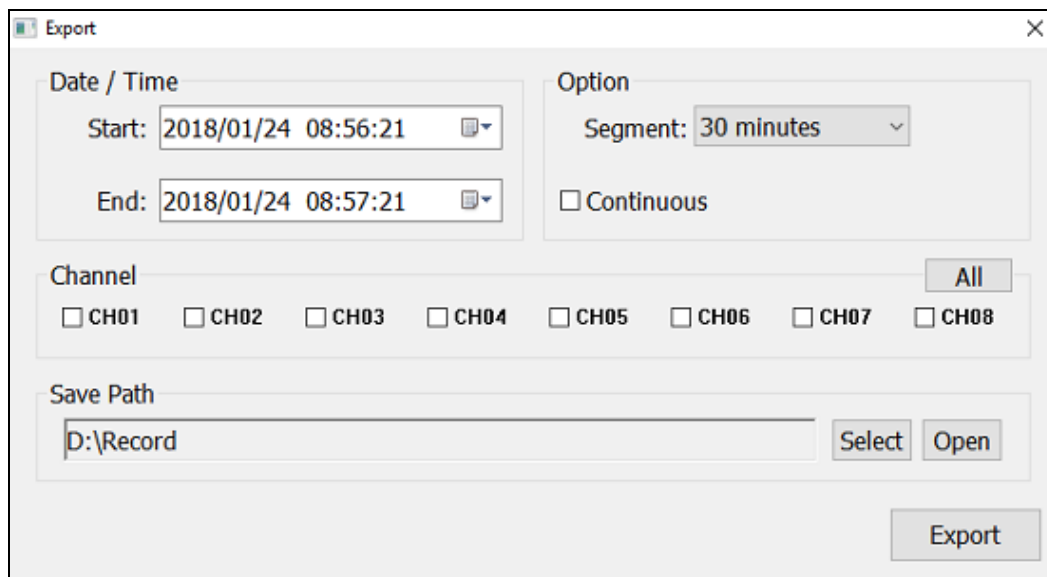 Export
Date / Time
Start: 2018/01/24 08:56:21
End: 2018/01/24 08:57:21
Option
Segment: 30 minutes
Continuous
Channel
All
CH01 CH02 CH03 CH04 CH05 CH06 CH07 CH08
Save Path
D:\Record Select Open
Export